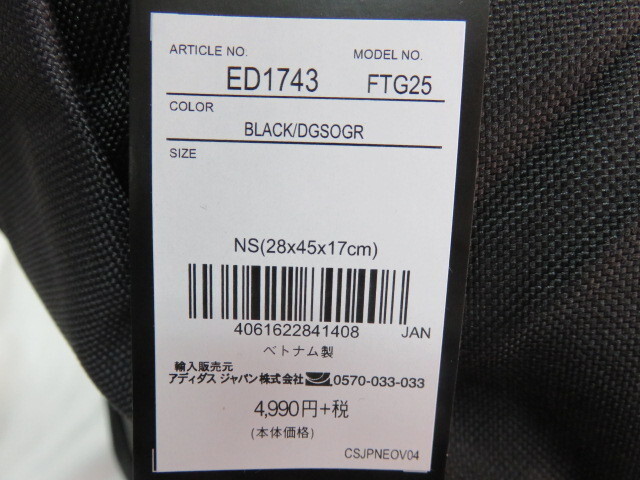 ARTICLE NO. MODEL NO.
ED1743 FTG25
COLOR
BLACK/DGSOGR
SIZE
NS(28x45x17cm)
4061622841408 JAN
ベトナム製
輸入販売元
アディダス ジャパン株式会社 0570-033-033
4,990円+税
(本体価格)
CSJPNEOV04